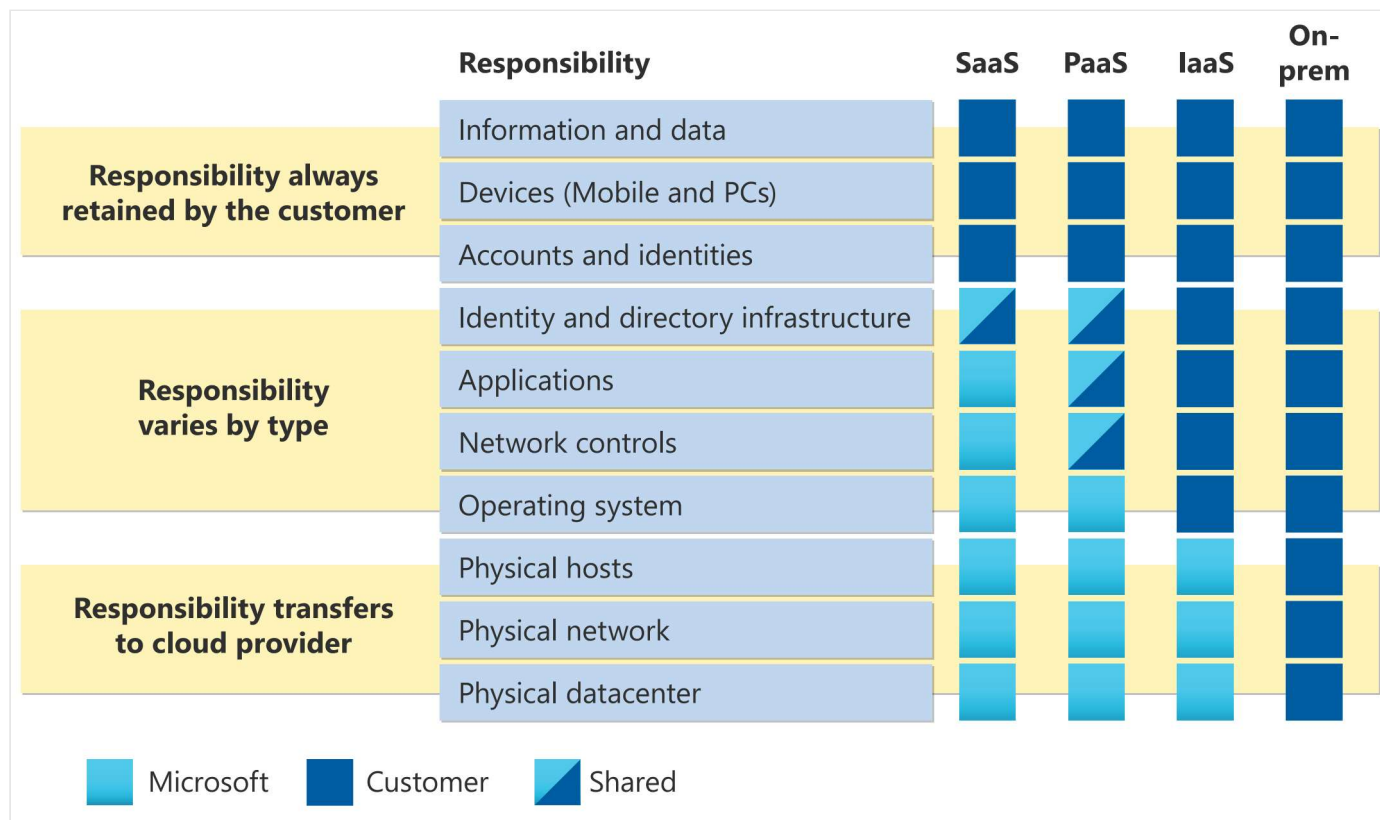 Responsibility SaaS PaaS IaaS On-
prem
Responsibility always
retained by the customer
Information and data
Devices (Mobile and PCs)
Accounts and identities
Responsibility
varies by type
Identity and directory infrastructure
Applications
Network controls
Operating system
Responsibility transfers
to cloud provider
Physical hosts
Physical network
Physical datacenter
Microsoft Customer Shared